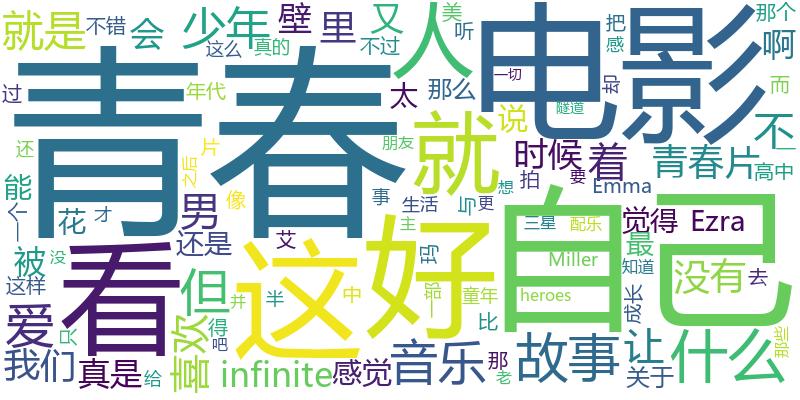 就是
不错
会
少年
壁
里
又
人
美
听
电影
把
感
那个
啊
这么
真的
不过
青春
过
年代
太
那么
一切
却
而
隧道
还
片
朋友
就
说
时候
着
青春片
不
高中
能
之后
像
男
事
生活
与
更
想
拍
要
Emma
一个
花
才
还是
看
这
好
自己
主
三星
配乐
觉得
Ezra
最
被
没
艾
玛
Miller
知道
没有
去
这样
但
并
半
中
一部
童年
heroes
成长
那些
爱
只
喜欢
得
吧
比
我们
真是
给
infinite
感觉
音乐
那
老
故事
让
关于
什么